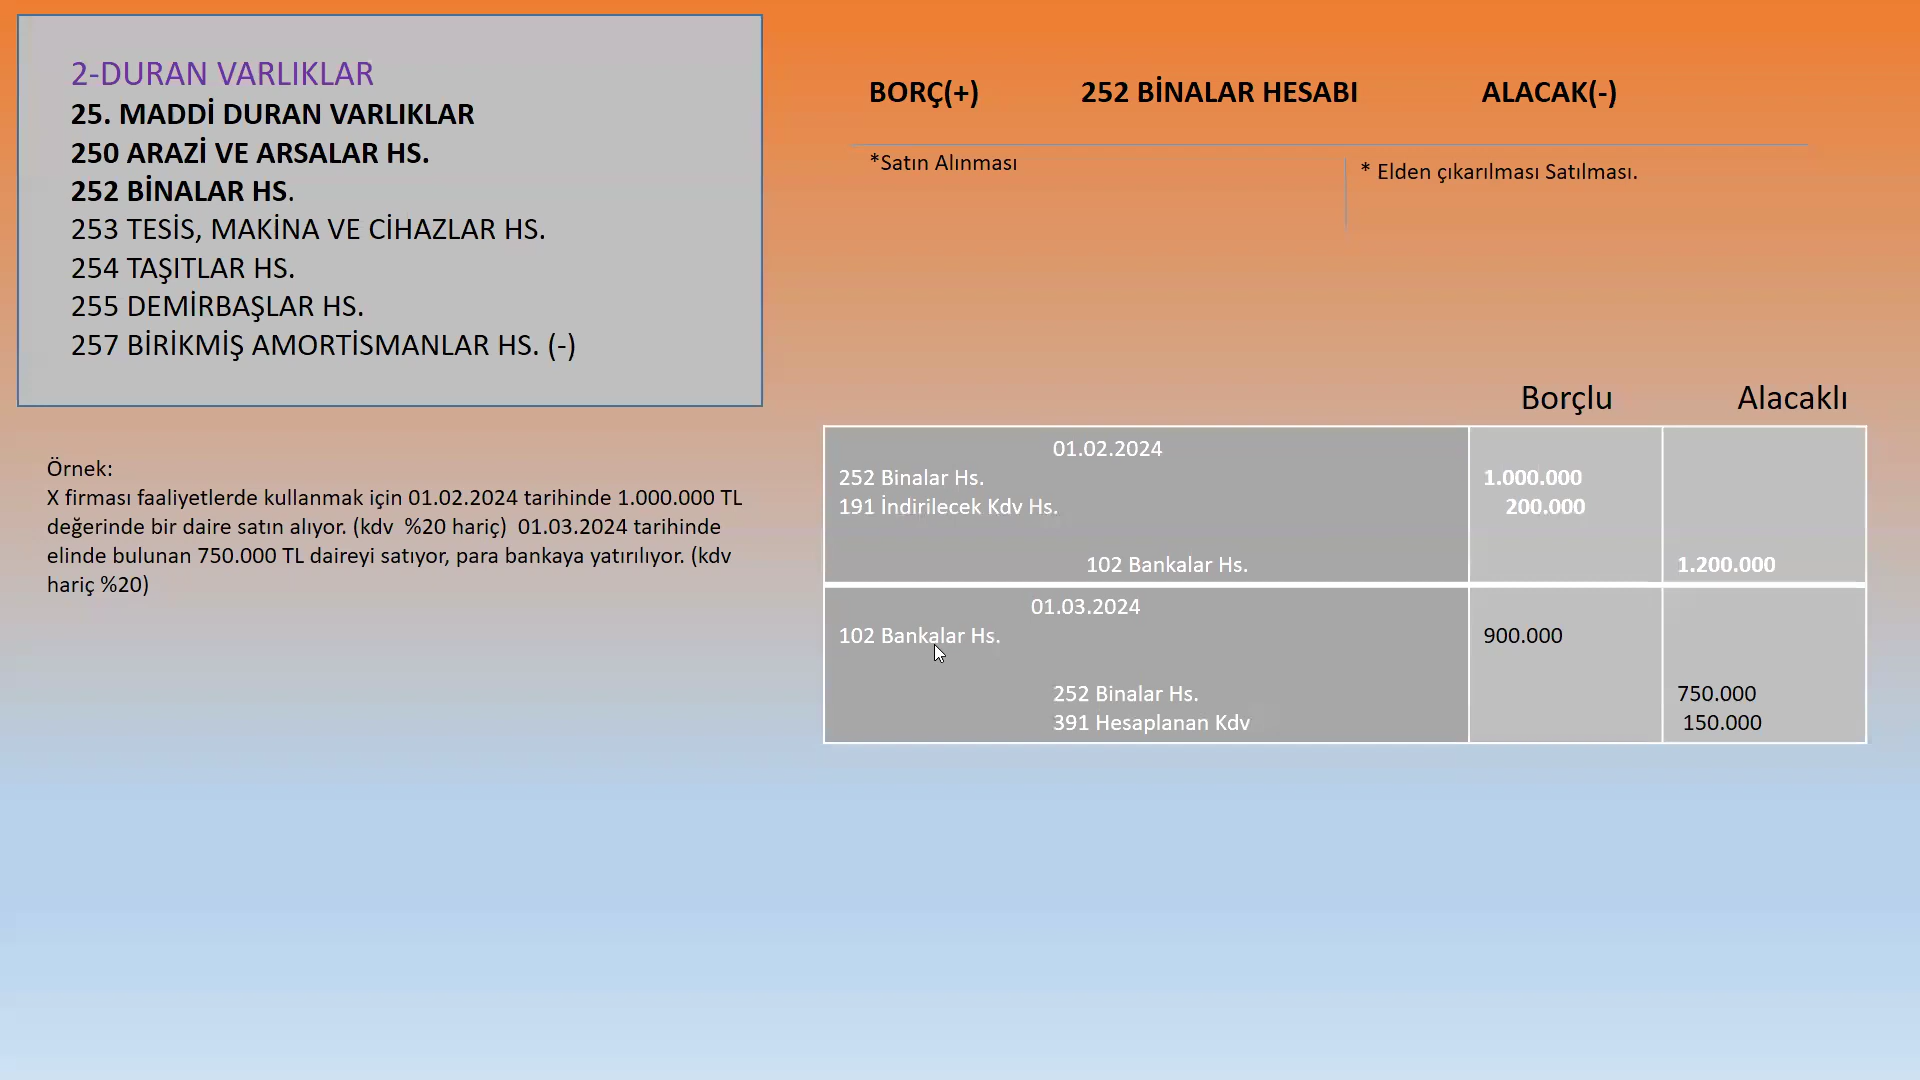 2-DURAN VARLIKLAR
25. MADDİ DURAN VARLIKLAR
250 ARAZİ VE ARSALAR HS.
252 BİNALAR HS.
253 TESİS, MAKİNA VE CİHAZLAR HS.
254 TAŞITLAR HS.
255 DEMİRBAŞLAR HS.
257 BİRİKMİŞ AMORTİSMANLAR HS. (-)
Örnek:
X firması faaliyetlerde kullanmak için 01.02.2024 tarihinde 1.000.000 TL
değerinde bir daire satın alıyor. (kdv %20 hariç) 01.03.2024 tarihinde
elinde bulunan 750.000 TL daireyi satıyor, para bankaya yatırılıyor. (kdv
hariç %20)
BORÇ(+) 252 BİNALAR HESABI ALACAK(-)
*Satın Alınması
* Elden çıkarılması Satılması.
Borçlu Alacaklı
01.02.2024
252 Binalar Hs. 1.000.000
191 İndirilecek Kdv Hs. 200.000
102 Bankalar Hs. 1.200.000
01.03.2024
102 Bankalar Hs. 900.000
252 Binalar Hs. 750.000
391 Hesaplanan Kdv 150.000